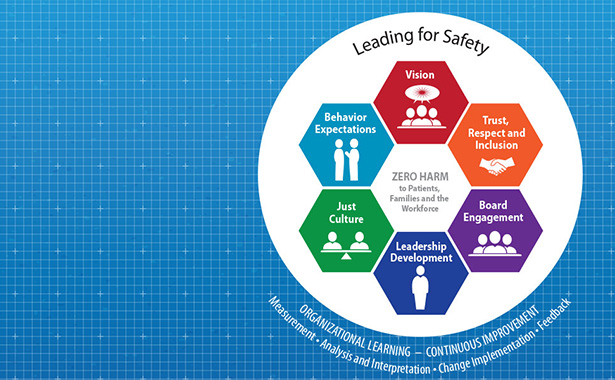 Leading for Safety
Vision
Trust,
Respect and
Inclusion
Board
Engagement
Leadership
Development
Just
Culture
Behavior
Expectations
ZERO HARM
to Patients,
Families and the
Workforce
ORGANIZATIONAL LEARNING – CONTINUOUS IMPROVEMENT
Measurement • Analysis and Interpretation • Change Implementation • Feedback